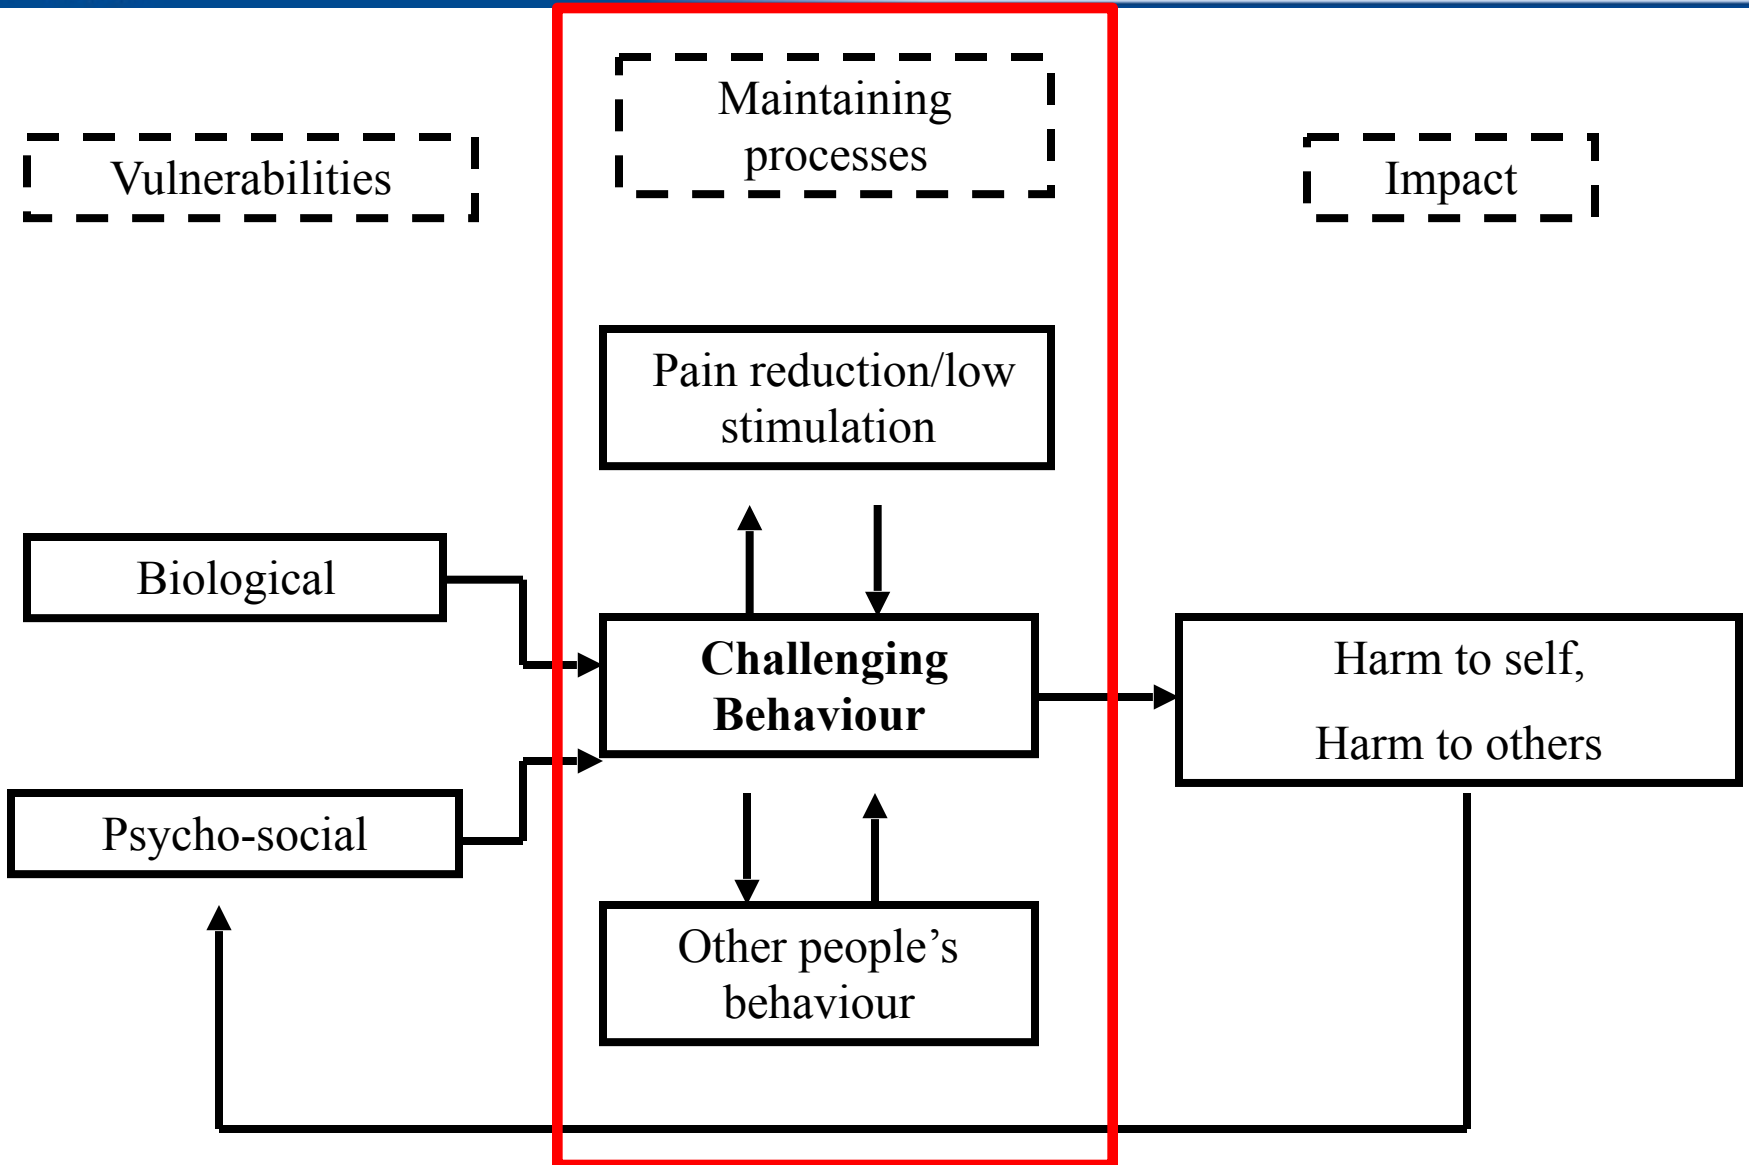 Vulnerabilities
Maintaining
processes
Impact
Pain reduction/low
stimulation
Biological
Challenging
Behaviour
Harm to self,
Harm to others
Psycho-social
Other people’s
behaviour